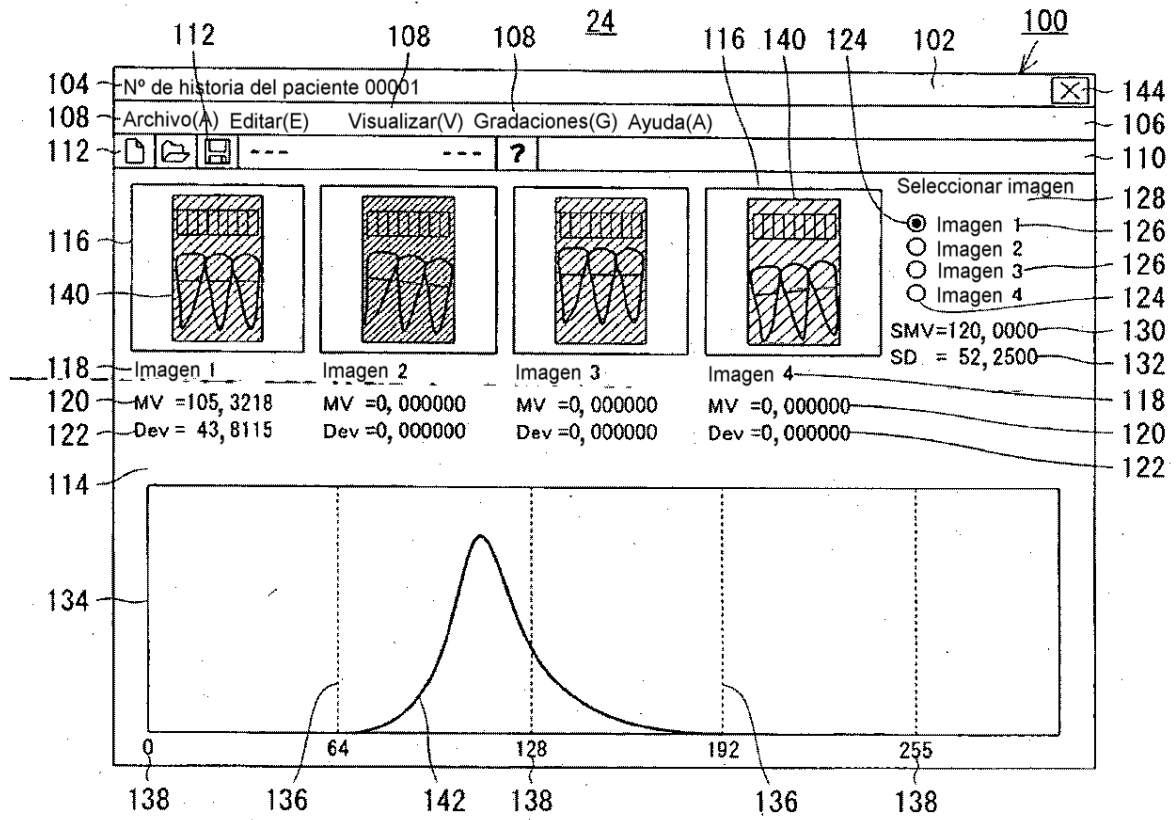 24
112 108 108 116 140 124 102 100
104 Nº de historia del paciente 00001 144
108 Archivo(A) Editar(E) Visualizar(V) Gradaciones(G) Ayuda(A) 106
112 --- --- ? 110
Seleccionar imagen 128
116 Imagen 1 126
Imagen 2
Imagen 3 126
140 Imagen 4 124
SMV=120,0000 130
SD = 52,2500 132
118 Imagen 1 Imagen 2 Imagen 3 Imagen 4 118
120 MV =105,3218 MV =0,000000 MV =0,000000 MV =0,000000 120
122 Dev= 43,8115 Dev=0,000000 Dev=0,000000 Dev=0,000000 122
114
134
0 64 128 192 255
138 136 142 138 136 138